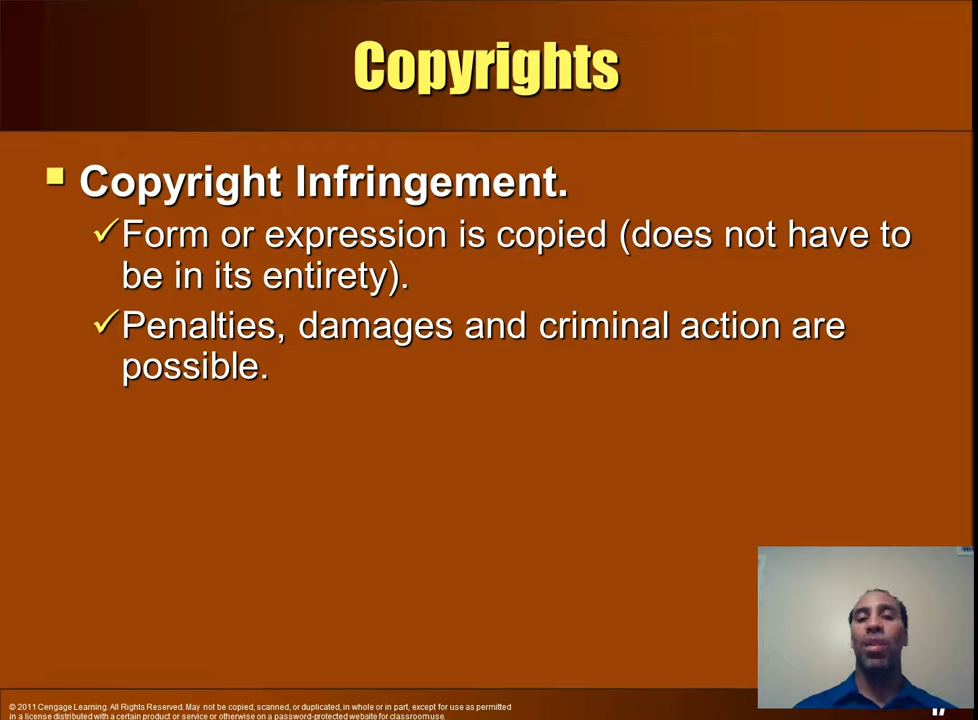 Copyrights
Copyright Infringement.
Form or expression is copied (does not have to
be in its entirety).
Penalties, damages and criminal action are
possible.
© 2011 Cengage Learning. All Rights Reserved. May not be copied, scanned, or duplicated, in whole or in part, except for use as permitted
in a license distributed with a certain product or service or otherwise on a password-protected website for classroom use.